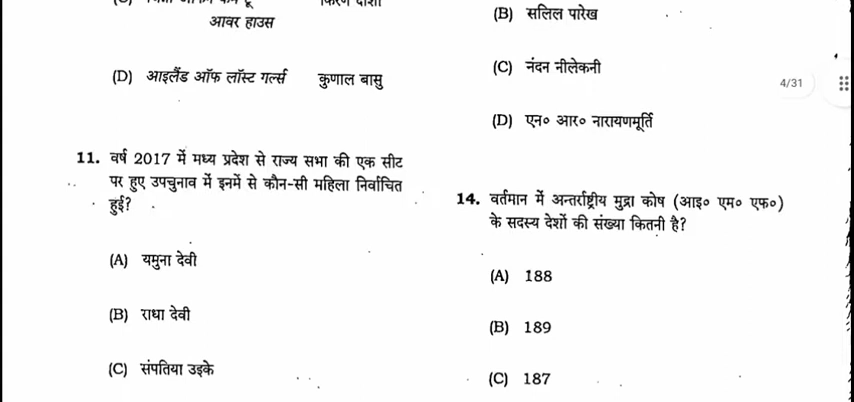 आवर हाउस
(D) आइलैंड ऑफ लॉस्ट गर्ल्स कुणाल बासु
11. वर्ष 2017 में मध्य प्रदेश से राज्य सभा की एक सीट
पर हुए उपचुनाव में इनमें से कौन-सी महिला निर्वाचित
हुई?
(A) यमुना देवी
(B) राधा देवी
(C) संपतिया उइके
(B) सलिल पारेख
(C) नंदन नीलेकनी
(D) एन० आर० नारायणमूर्ति
4/31
14. वर्तमान में अन्तर्राष्ट्रीय मुद्रा कोष (आइ० एम० एफ०)
के सदस्य देशों की संख्या कितनी है?
(A) 188
(B) 189
(C) 187